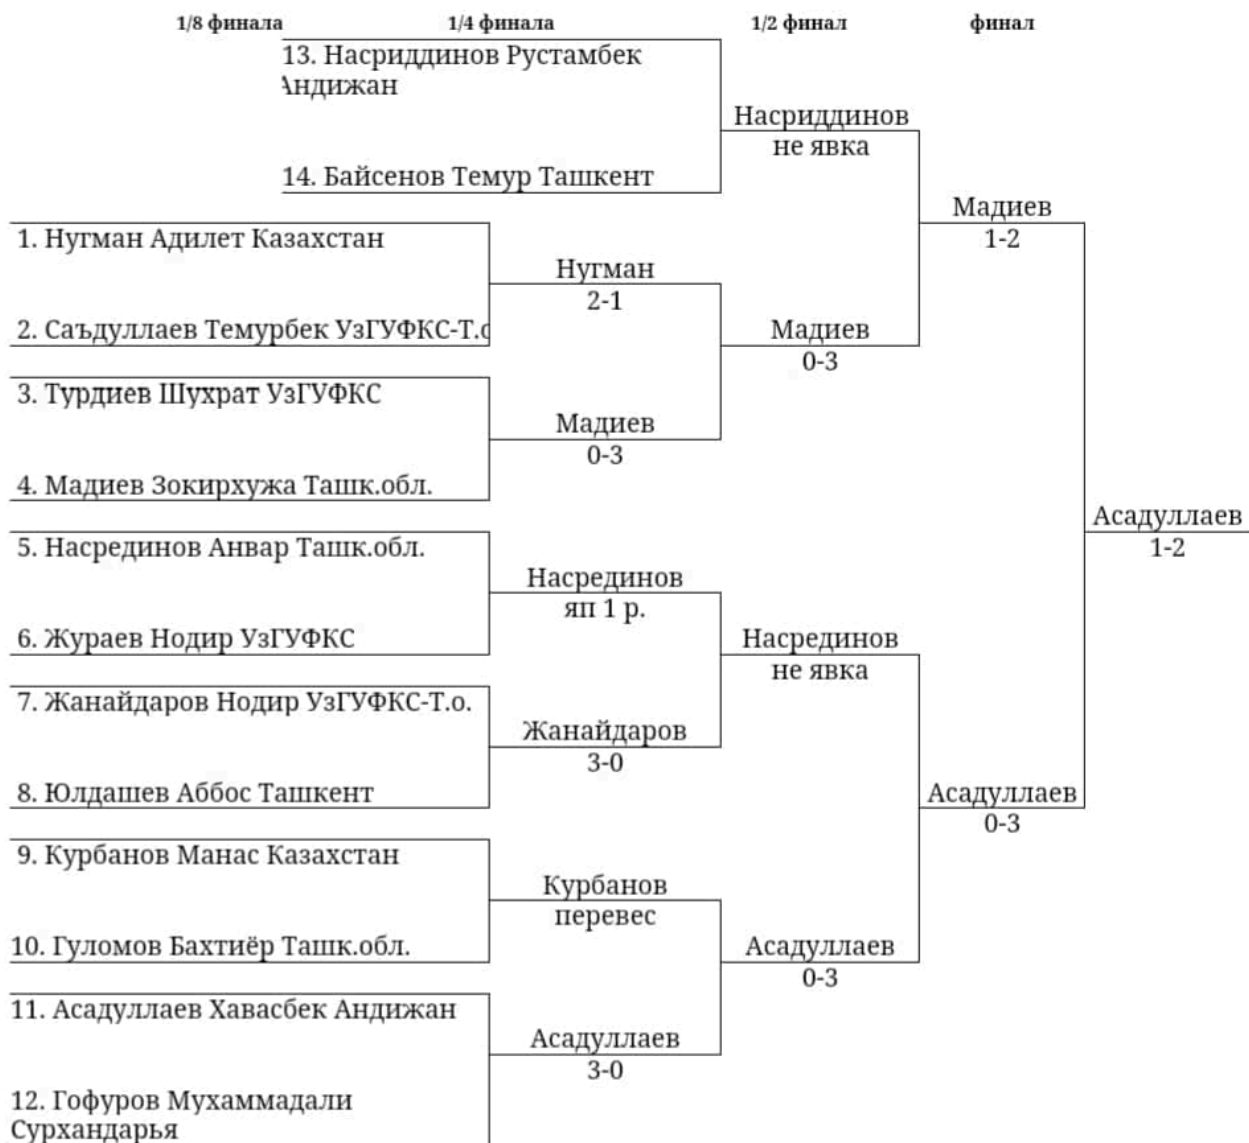 1/8 финала
1/4 финала
1/2 финал
финал
13. Насриддинов Рустамбек
Андижан
Насриддинов
не явка
14. Байсенов Темур Ташкент
Мадиев
1-2
1. Нугман Адилет Казахстан
Нугман
2-1
2. Саъдуллаев Темурбек УзГУФКС-Т.о
Мадиев
0-3
3. Турдиев Шухрат УзГУФКС
Мадиев
0-3
4. Мадиев Зокирхужа Ташк.обл.
Асадуллаев
1-2
5. Насрединов Анвар Ташк.обл.
Насрединов
яп 1 р.
6. Жураев Нодир УзГУФКС
Насрединов
не явка
7. Жанайдаров Нодир УзГУФКС-Т.о.
Жанайдаров
3-0
8. Юлдашев Аббос Ташкент
Асадуллаев
0-3
9. Курбанов Манас Казахстан
Курбанов
перевес
10. Гуломов Бахтиёр Ташк.обл.
Асадуллаев
0-3
11. Асадуллаев Хавасбек Андижан
Асадуллаев
3-0
12. Гофуров Мухаммадали
Сурхандарья